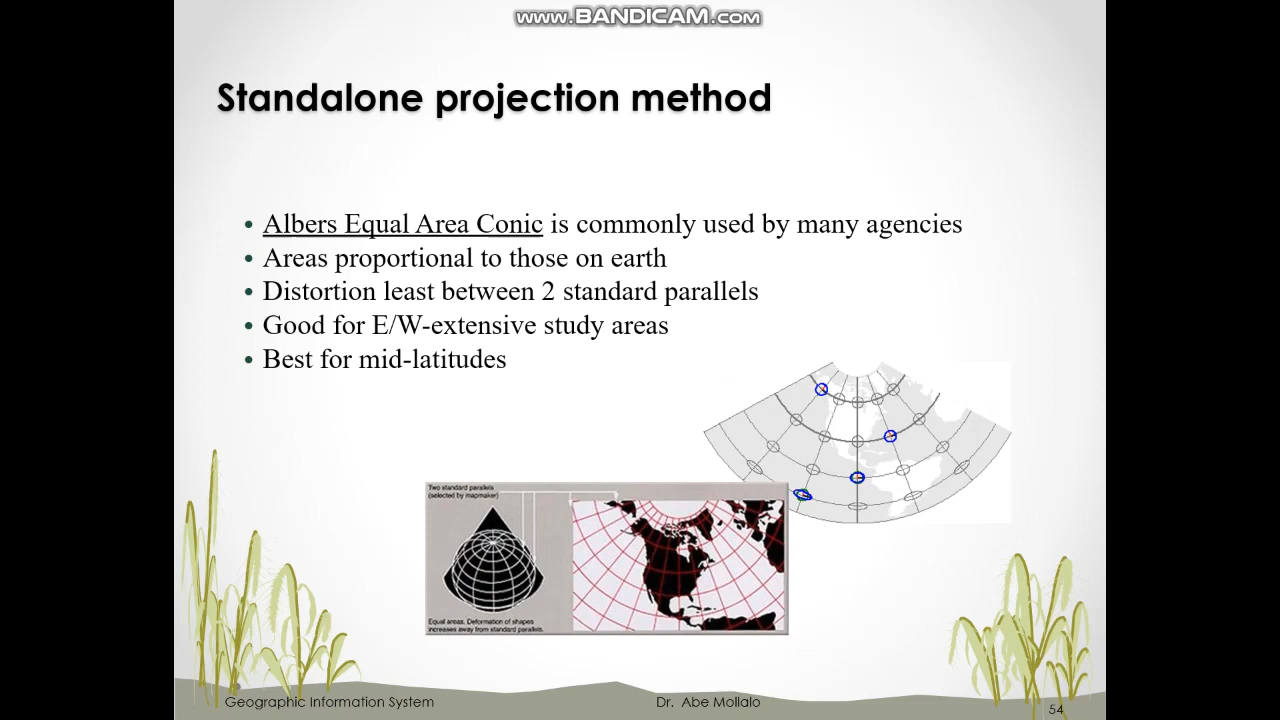 www.BANDICAM.com
Standalone projection method
• Albers Equal Area Conic is commonly used by many agencies
• Areas proportional to those on earth
• Distortion least between 2 standard parallels
• Good for E/W-extensive study areas
• Best for mid-latitudes
Two standard parallels
(selected by mapmaker)
Equal areas. Deformation of shapes
increases away from standard parallels.
Geographic Information System
Dr. Abe Mollalo
54